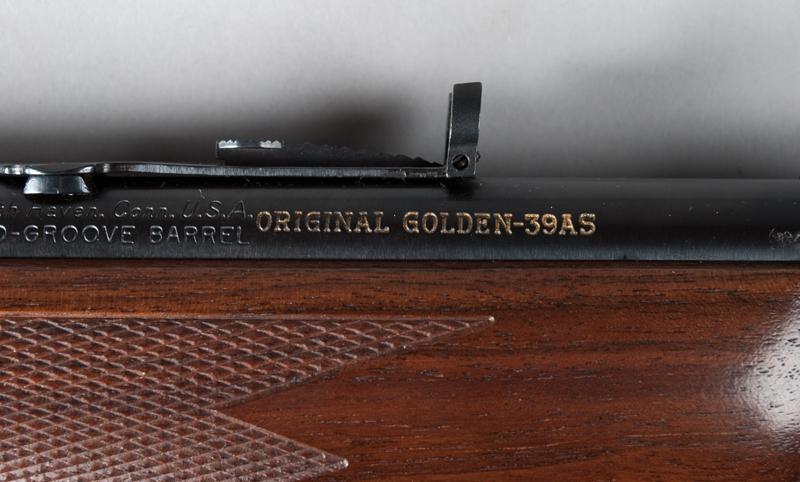 Haven, Conn. U.S.A.
-GROOVE BARREL
ORIGINAL GOLDEN-39AS